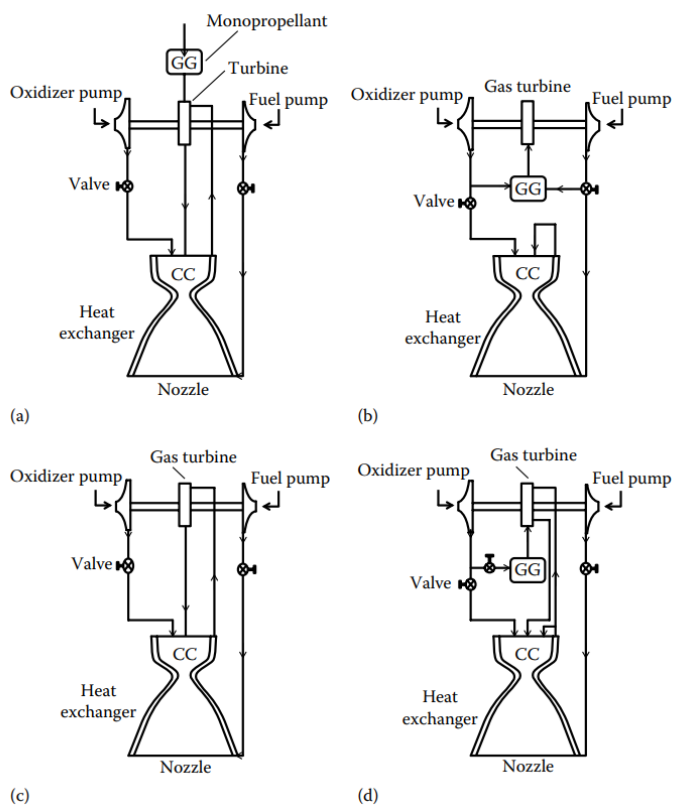 Monopropellant
GG
Turbine
Oxidizer pump
Fuel pump
Valve
CC
Heat
exchanger
Nozzle
(a)
Gas turbine
Oxidizer pump
Fuel pump
GG
Valve
CC
Heat
exchanger
Nozzle
(b)
Gas turbine
Oxidizer pump
Fuel pump
Valve
CC
Heat
exchanger
Nozzle
(c)
Gas turbine
Oxidizer pump
Fuel pump
GG
Valve
CC
Heat
exchanger
Nozzle
(d)